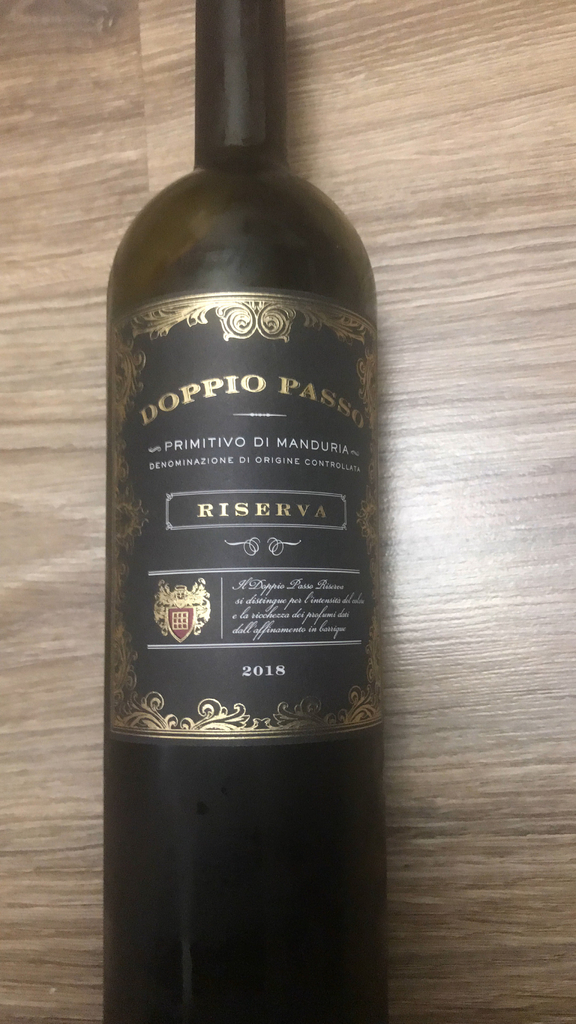 DOPPIO PASSO
PRIMITIVO DI MANDURIA
DENOMINAZIONE DI ORIGINE CONTROLLATA
RISERVA
Il Doppio Passo Riserva
si distingue per l'intensità del colore
e la ricchezza dei profumi dati
dall'affinamento in barrique
2018